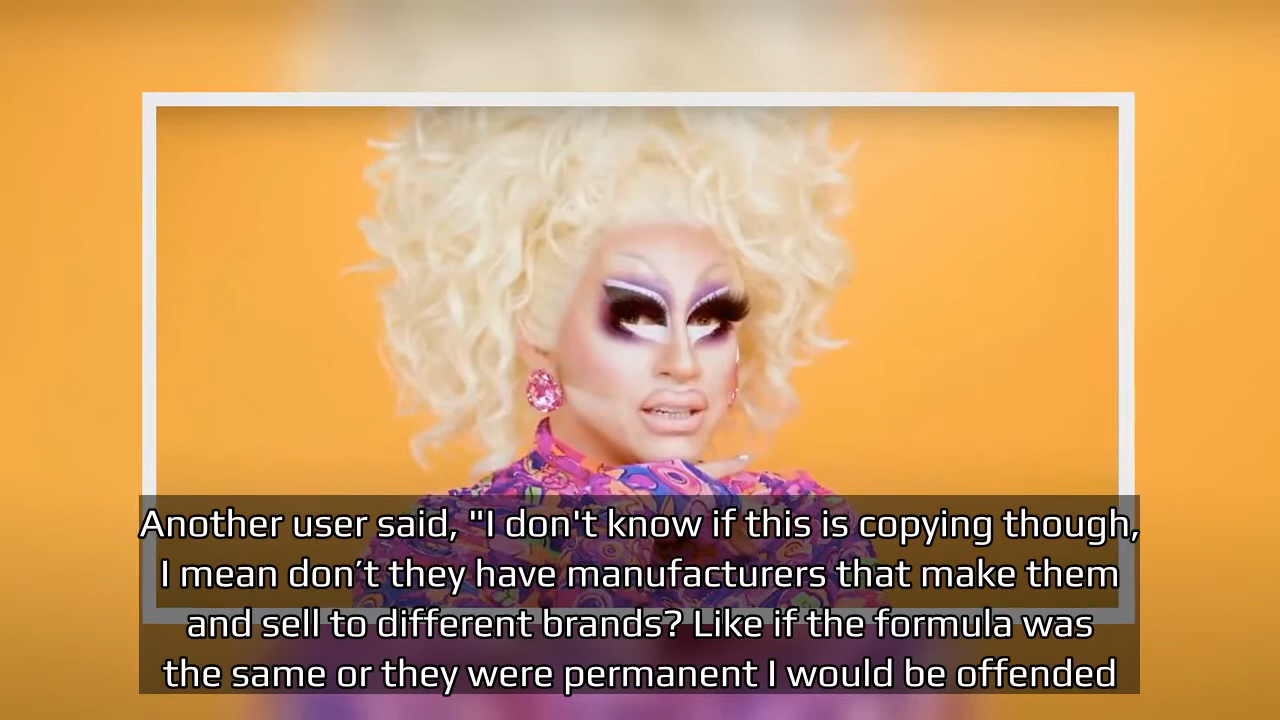 Another user said, "I don't know if this is copying though,
I mean don’t they have manufacturers that make them
and sell to different brands? Like if the formula was
the same or they were permanent I would be offended